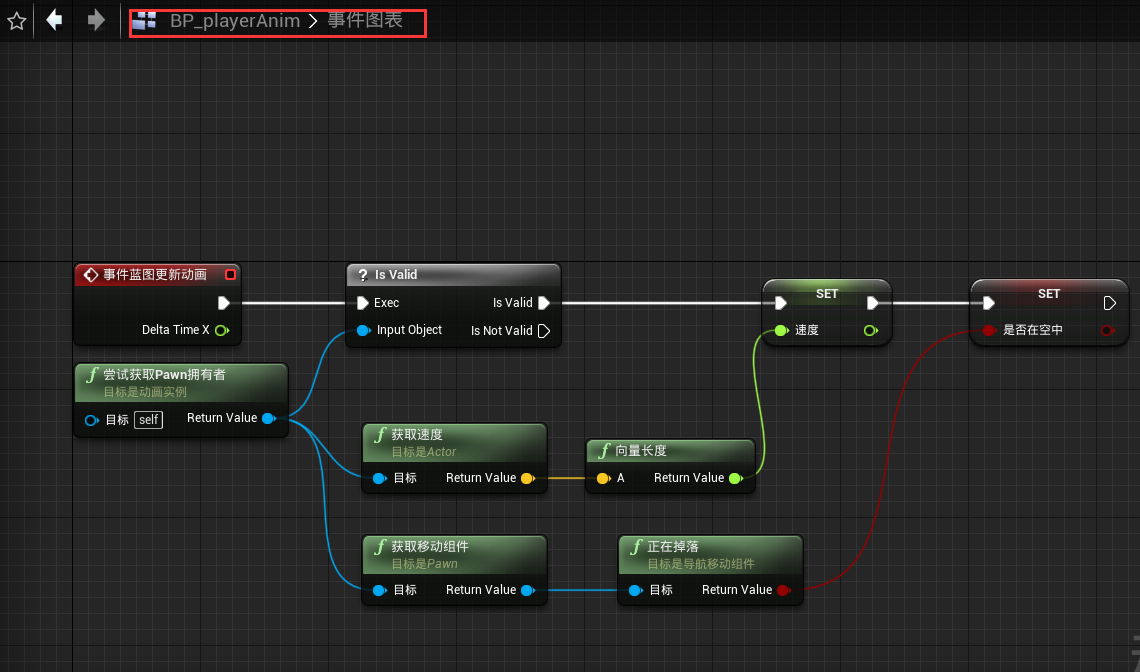 BP_playerAnim > 事件图表
事件蓝图更新动画
Delta Time X
? Is Valid
Exec
Is Valid
Input Object
Is Not Valid
SET
速度
SET
是否在空中
f 尝试获取Pawn拥有者
目标是动画实例
目标 self
Return Value
f 获取速度
目标是Actor
目标
Return Value
f 向量长度
A
Return Value
f 获取移动组件
目标是Pawn
目标
Return Value
f 正在掉落
目标是导航移动组件
目标
Return Value